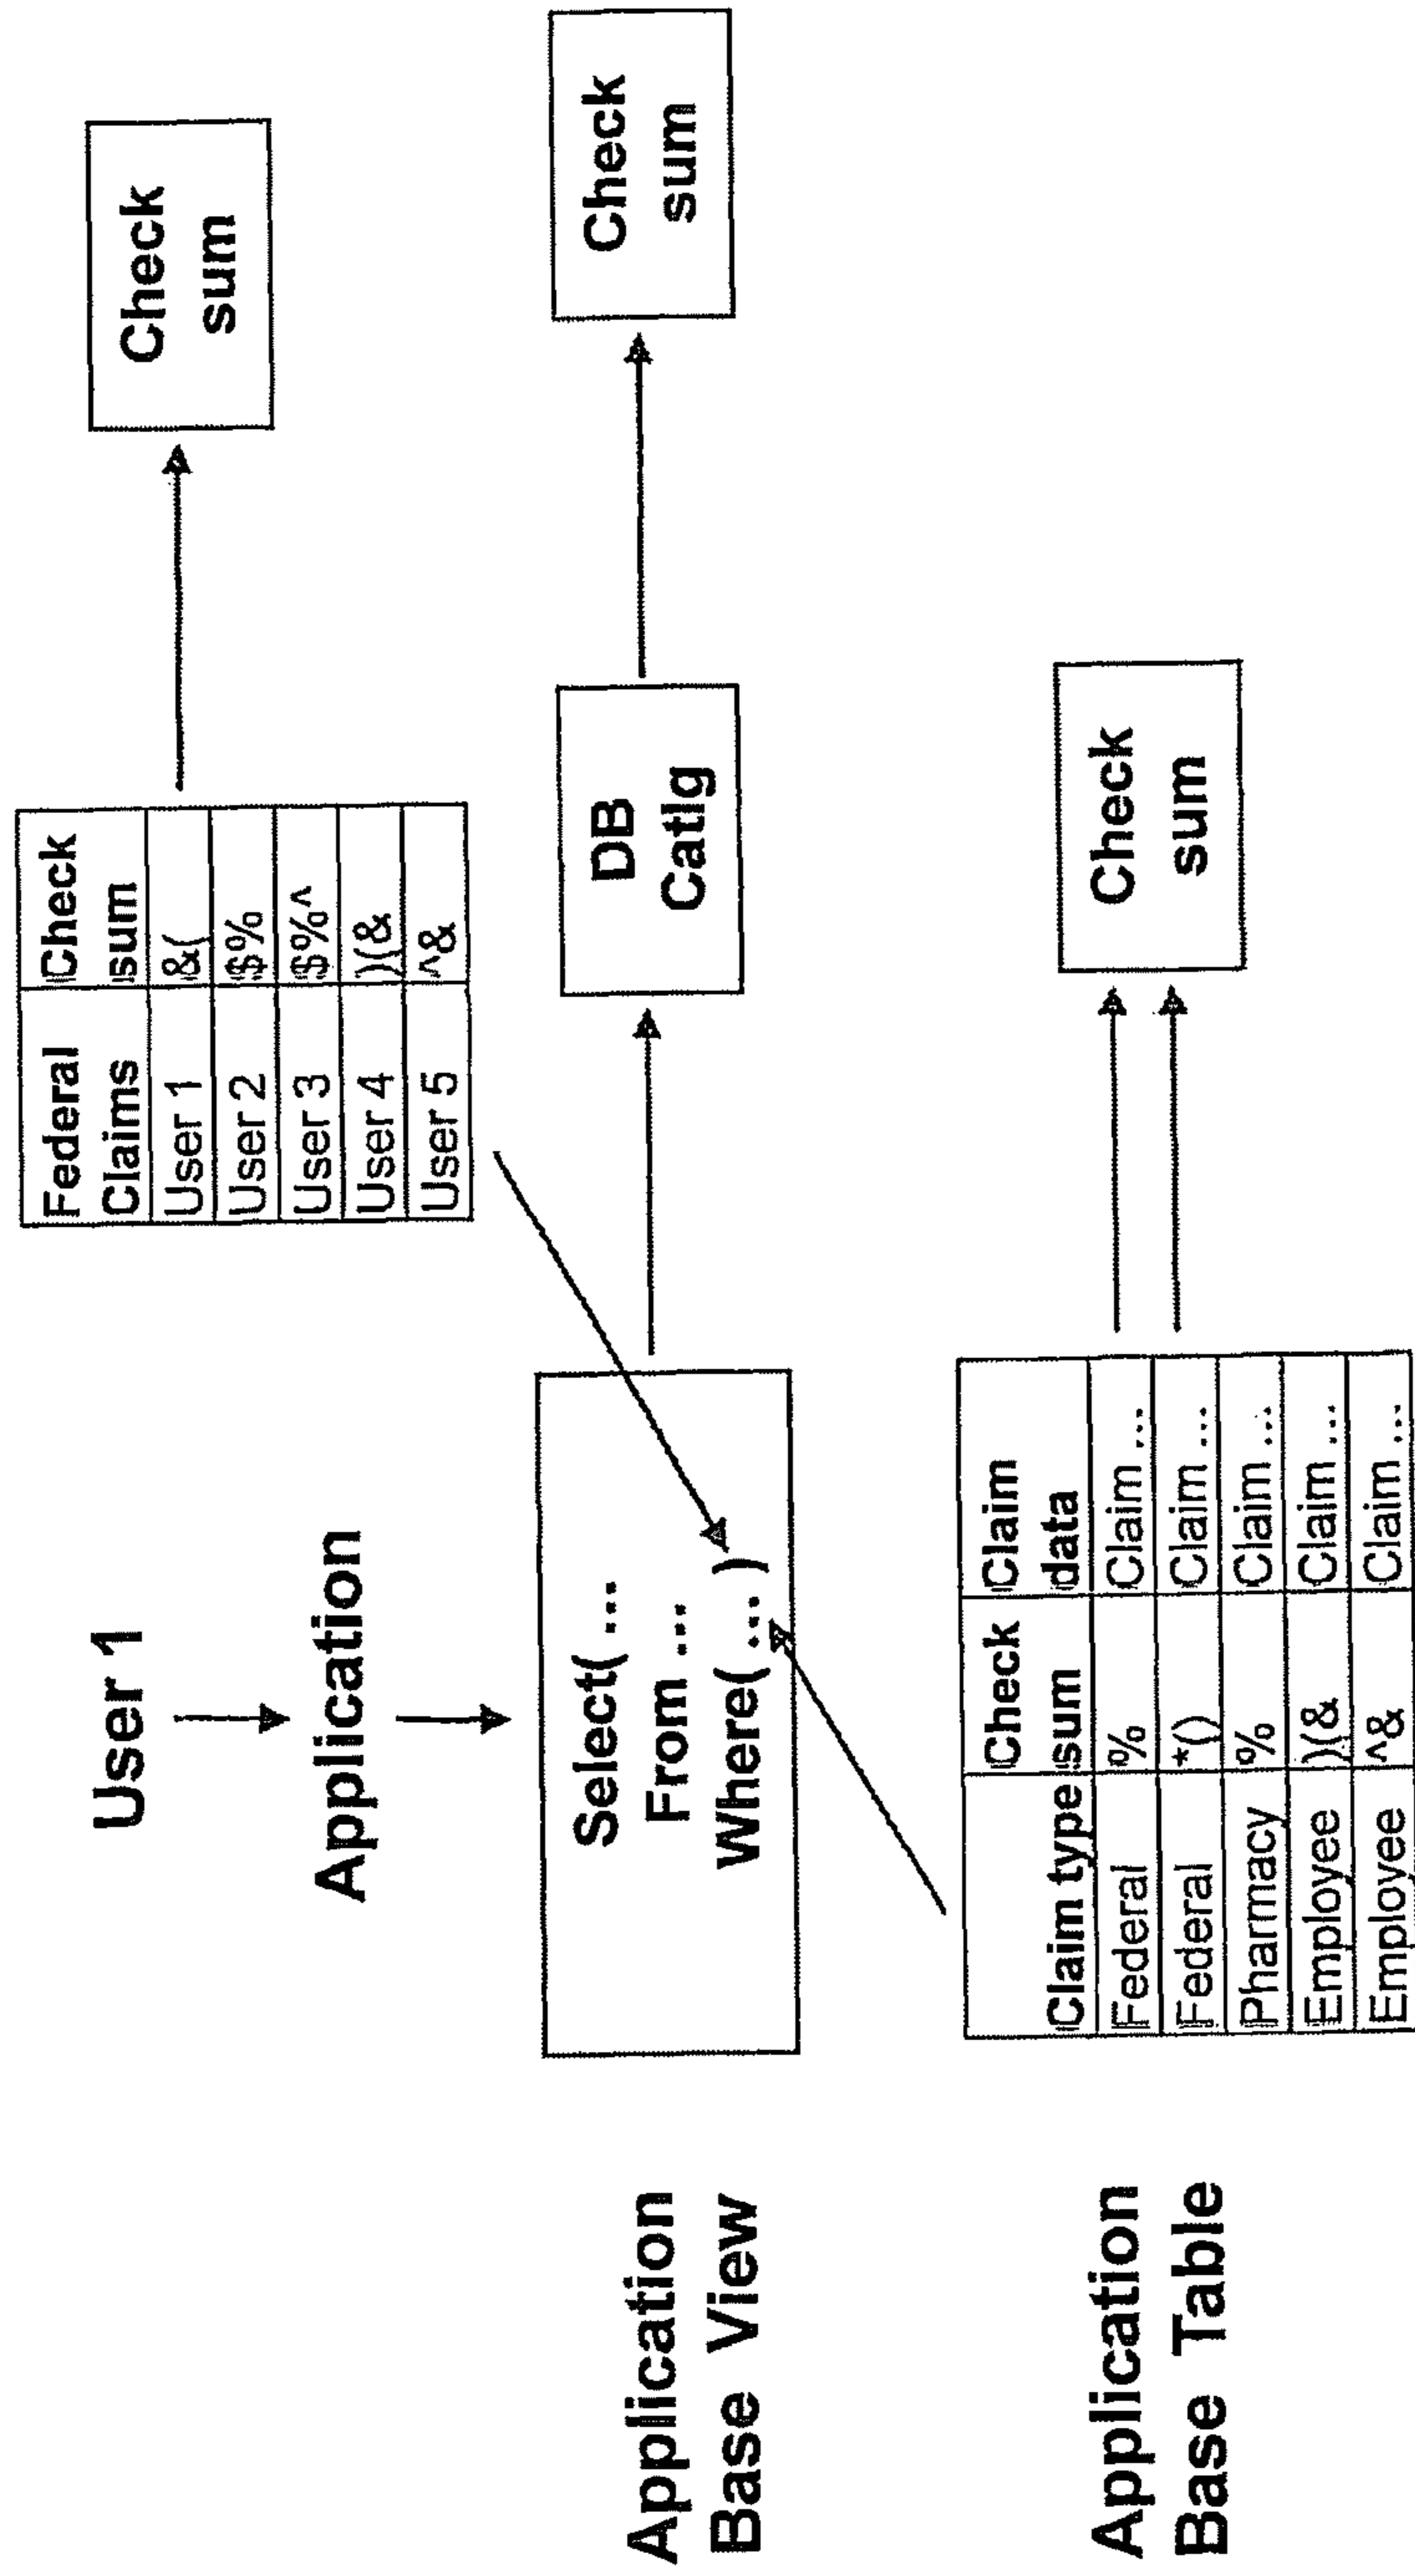 User 1
Application
Federal Check
Claims sum
User 1 &(
User 2 $%
User 3 $%^
User 4 )(&
User 5 ^&
Check
sum
Application
Base View
Select( ...
From ...
Where( ... )
DB
Catlg
Check
sum
Application
Base Table
Check Claim
Claim type sum data
Federal % Claim ...
Federal *() Claim ...
Pharmacy % Claim ...
Employee )(& Claim ...
Employee ^& Claim ...
Check
sum